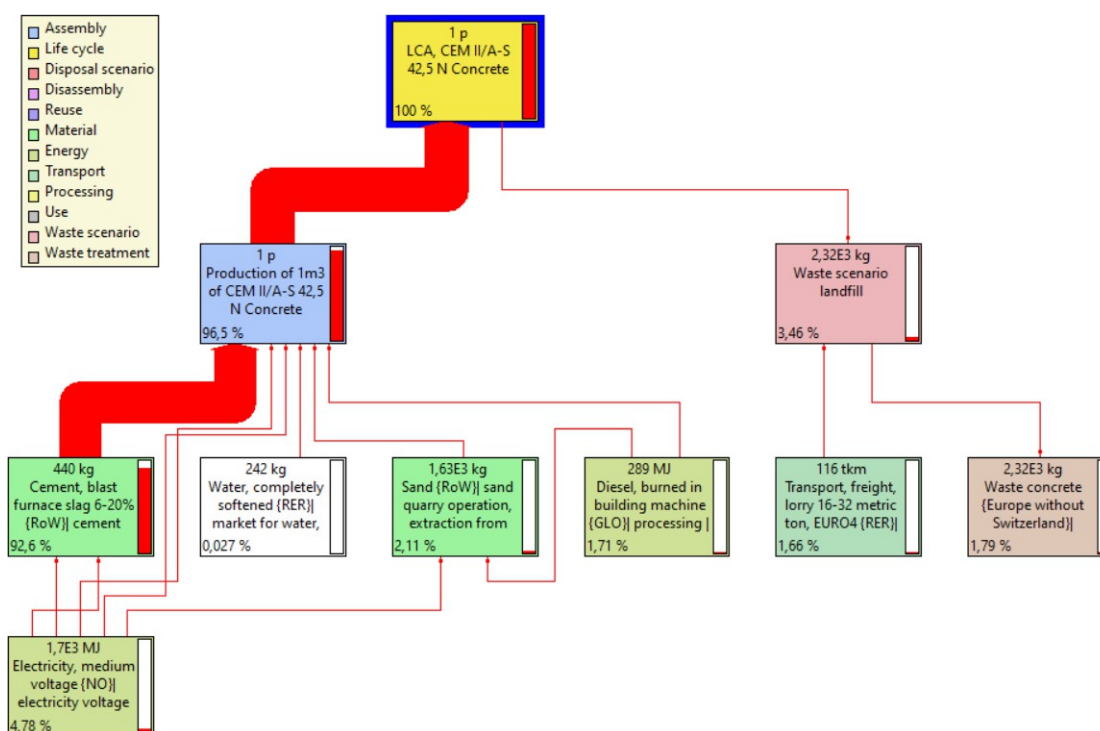 Assembly
Life cycle
Disposal scenario
Disassembly
Reuse
Material
Energy
Transport
Processing
Use
Waste scenario
Waste treatment
1 p
LCA, CEM II/A-S
42,5 N Concrete
100 %
1 p
Production of 1m3
of CEM II/A-S 42,5
N Concrete
96,5 %
2,32E3 kg
Waste scenario
landfill
3,46 %
440 kg
Cement, blast
furnace slag 6-20%
{RoW}| cement
92,6 %
242 kg
Water, completely
softened {RER}|
market for water,
0,027 %
1,63E3 kg
Sand {RoW}| sand
quarry operation,
extraction from
2,11 %
289 MJ
Diesel, burned in
building machine
{GLO}| processing |
1,71 %
116 tkm
Transport, freight,
lorry 16-32 metric
ton, EURO4 {RER}|
1,66 %
2,32E3 kg
Waste concrete
{Europe without
Switzerland}|
1,79 %
1,7E3 MJ
Electricity, medium
voltage {NO}|
electricity voltage
4,78 %